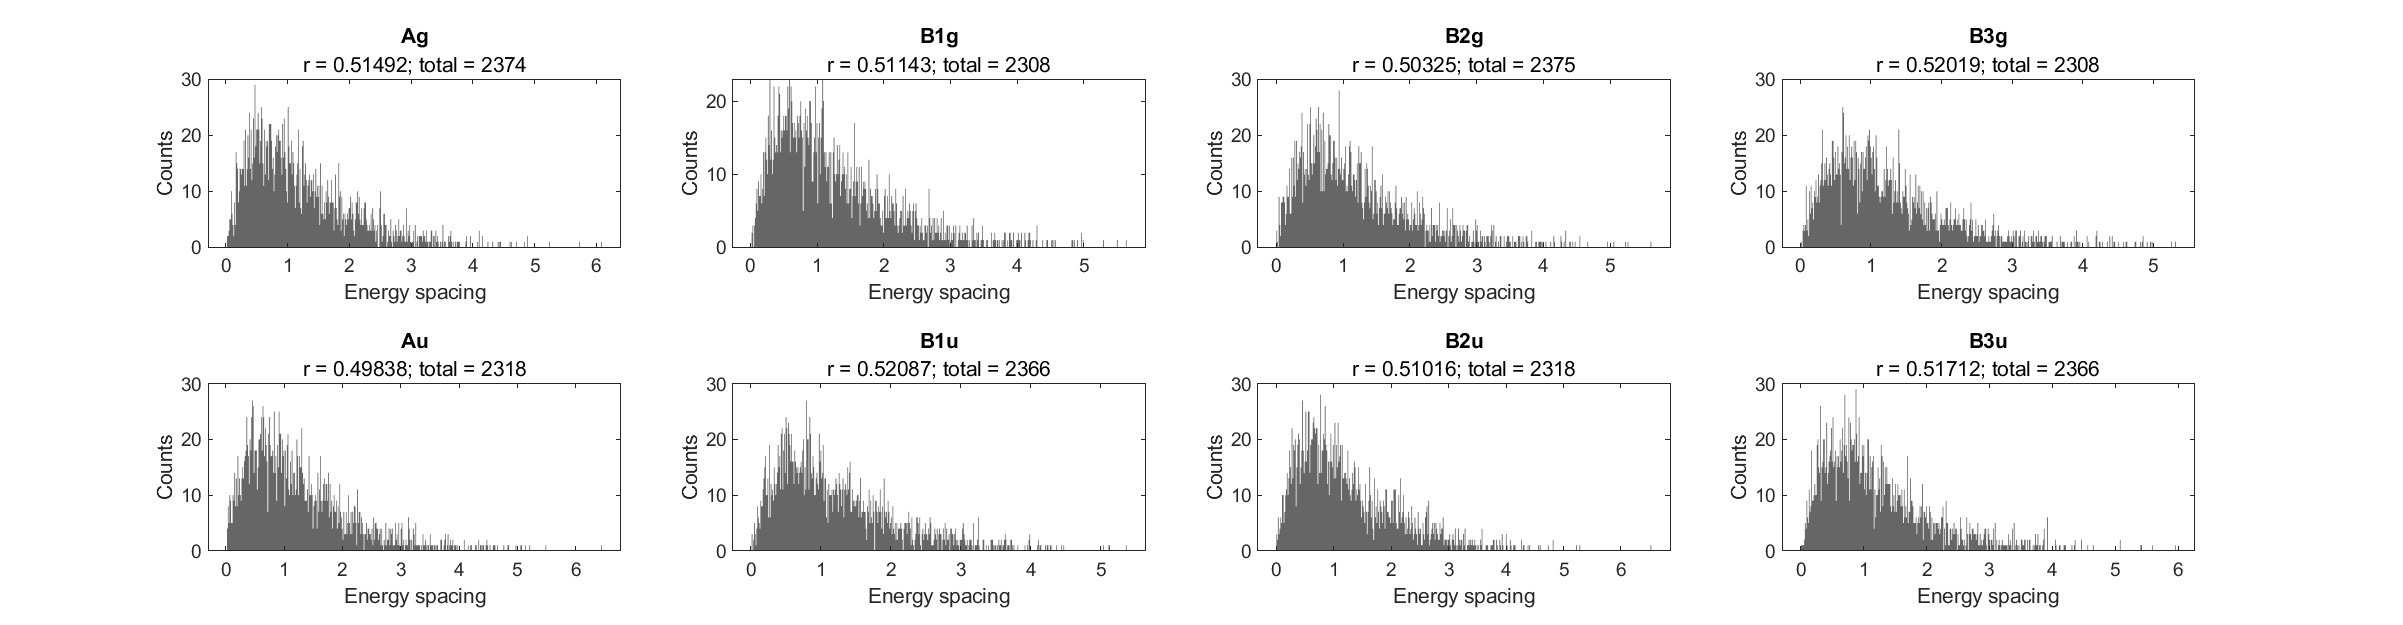 Ag
r = 0.51492; total = 2374
30
20
10
0
Counts
0 1 2 3 4 5 6
Energy spacing
B1g
r = 0.51143; total = 2308
20
10
0
Counts
0 1 2 3 4 5
Energy spacing
B2g
r = 0.50325; total = 2375
30
20
10
0
Counts
0 1 2 3 4 5
Energy spacing
B3g
r = 0.52019; total = 2308
30
20
10
0
Counts
0 1 2 3 4 5
Energy spacing
Au
r = 0.49838; total = 2318
30
20
10
0
Counts
0 1 2 3 4 5 6
Energy spacing
B1u
r = 0.52087; total = 2366
30
20
10
0
Counts
0 1 2 3 4 5
Energy spacing
B2u
r = 0.51016; total = 2318
30
20
10
0
Counts
0 1 2 3 4 5 6
Energy spacing
B3u
r = 0.51712; total = 2366
30
20
10
0
Counts
0 1 2 3 4 5 6
Energy spacing